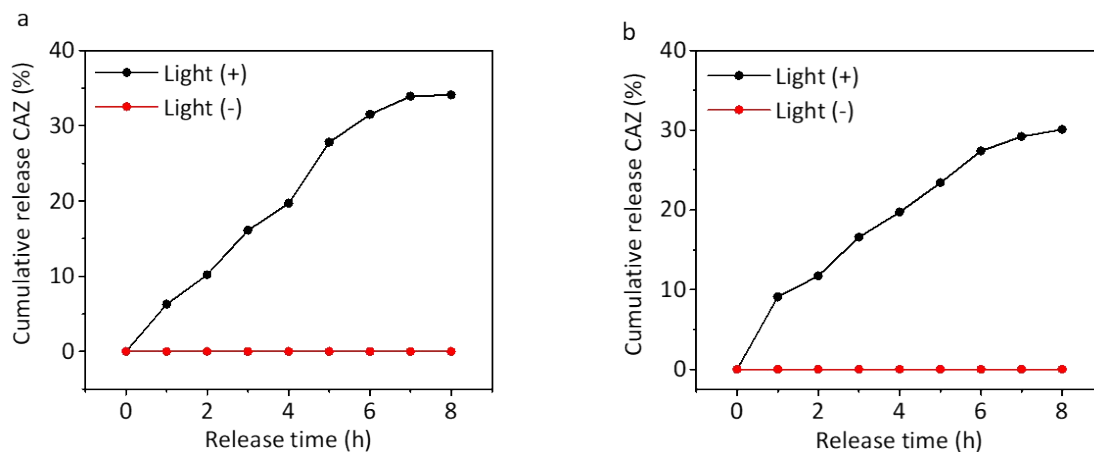 a
40
30
20
10
0
Cumulative release CAZ (%)
Light (+)
Light (-)
0 2 4 6 8
Release time (h)
b
40
30
20
10
0
Cumulative release CAZ (%)
Light (+)
Light (-)
0 2 4 6 8
Release time (h)